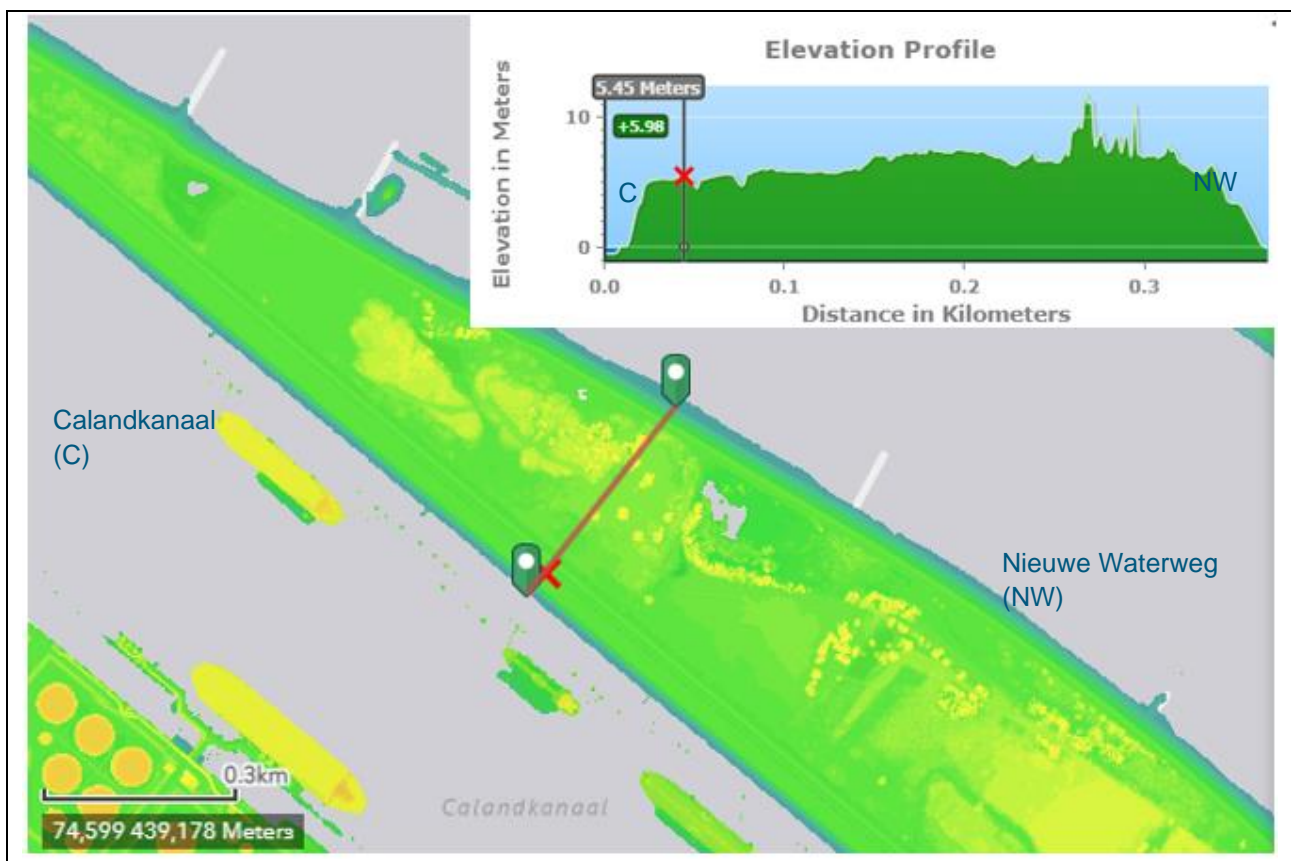 Elevation Profile
Elevation in Meters
5.45 Meters
+5.98
10
0
C
NW
0.0
0.1
0.2
0.3
Distance in Kilometers
Calandkanaal
(C)
Nieuwe Waterweg
(NW)
0.3km
Calandkanaal
74,599 439,178 Meters